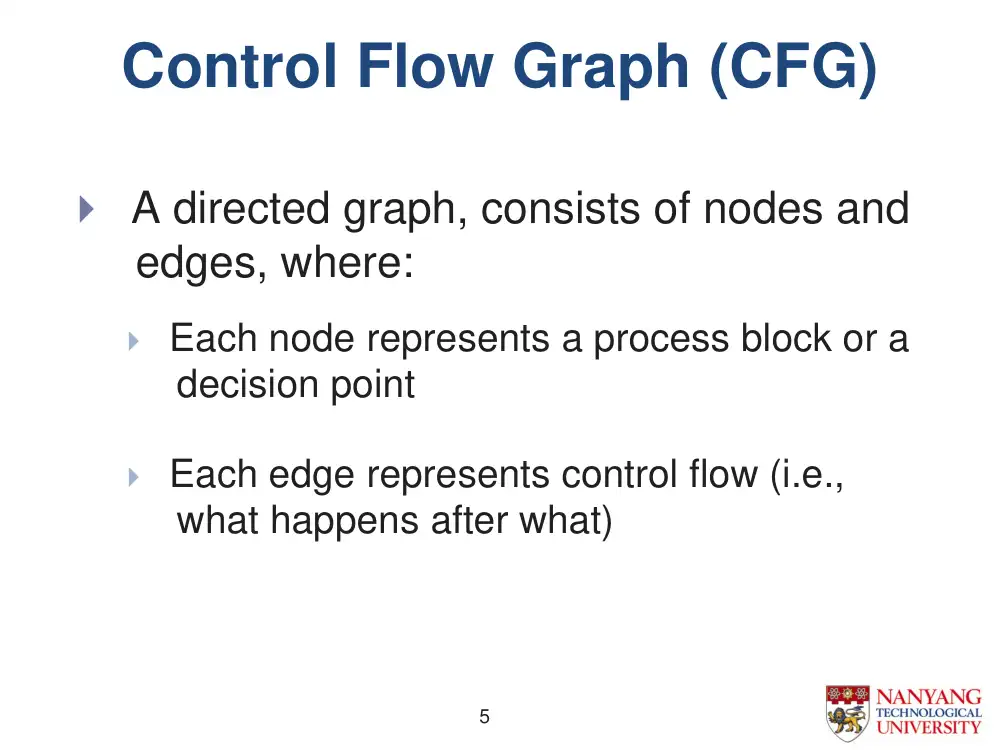 Control Flow Graph (CFG)
A directed graph, consists of nodes and
edges, where:
Each node represents a process block or a
decision point
Each edge represents control flow (i.e.,
what happens after what)
5
NANYANG
TECHNOLOGICAL
UNIVERSITY